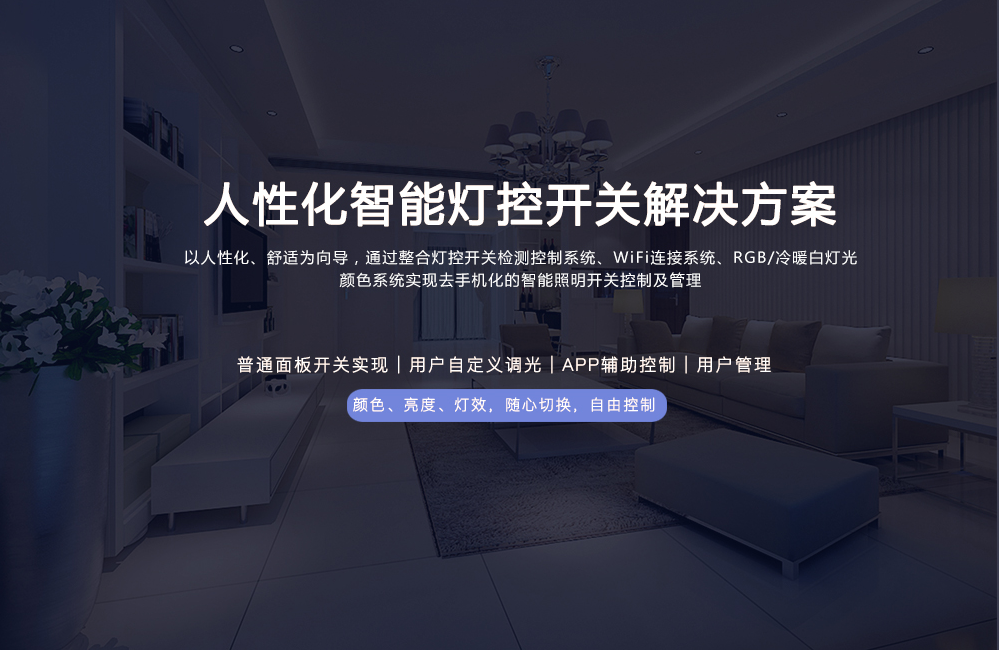 人性化智能灯控开关解决方案
以人性化、舒适为向导，通过整合灯控开关检测控制系统、WiFi连接系统、RGB/冷暖白灯光
颜色系统实现去手机化的智能照明开关控制及管理
普通面板开关实现｜用户自定义调光｜APP辅助控制｜用户管理
颜色、亮度、灯效，随心切换，自由控制